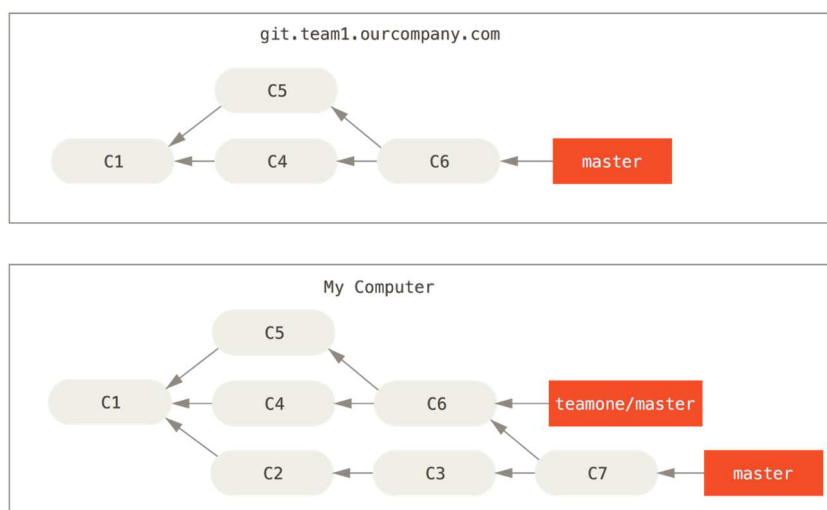 git.team1.ourcompany.com
C5
C1
C4
C6
master
My Computer
C5
C1
C4
C6
teamone/master
C2
C3
C7
master